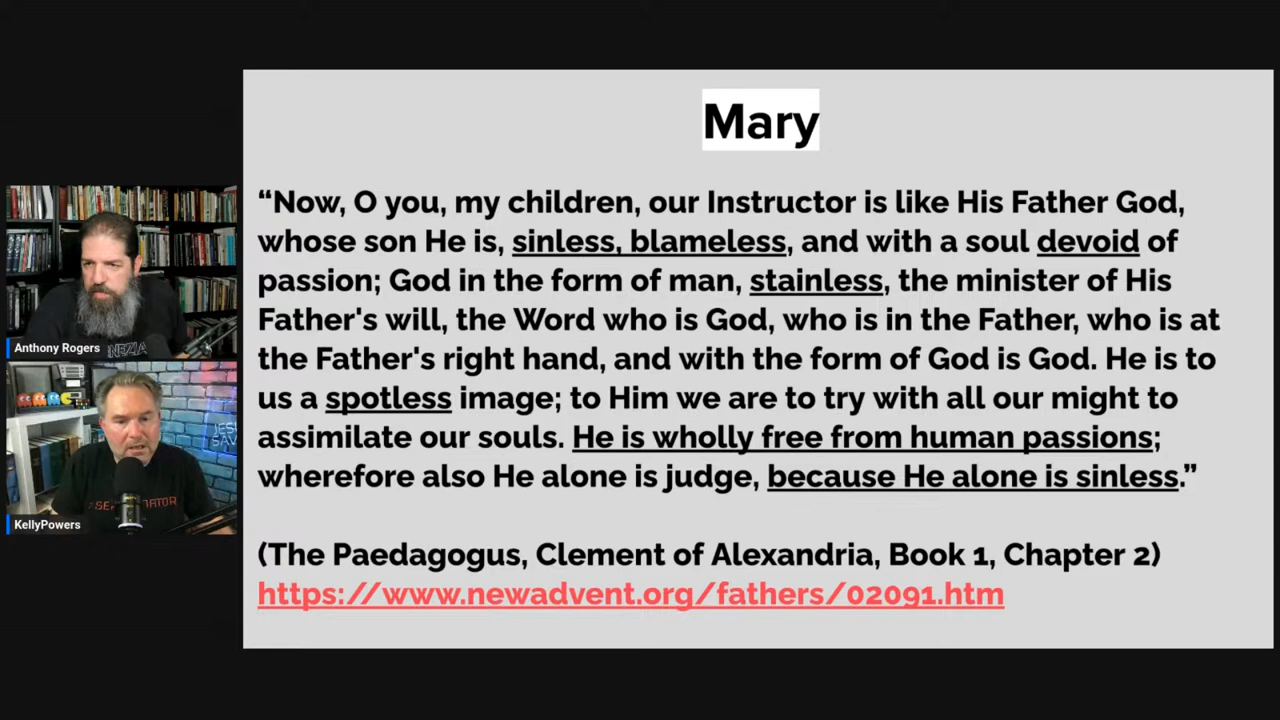 Mary
“Now, O you, my children, our Instructor is like His Father God,
whose son He is, sinless, blameless, and with a soul devoid of
passion; God in the form of man, stainless, the minister of His
Father's will, the Word who is God, who is in the Father, who is at
the Father's right hand, and with the form of God is God. He is to
us a spotless image; to Him we are to try with all our might to
assimilate our souls. He is wholly free from human passions;
wherefore also He alone is judge, because He alone is sinless.”
(The Paedagogus, Clement of Alexandria, Book 1, Chapter 2)
https://www.newadvent.org/fathers/02091.htm
Anthony Rogers
KellyPowers